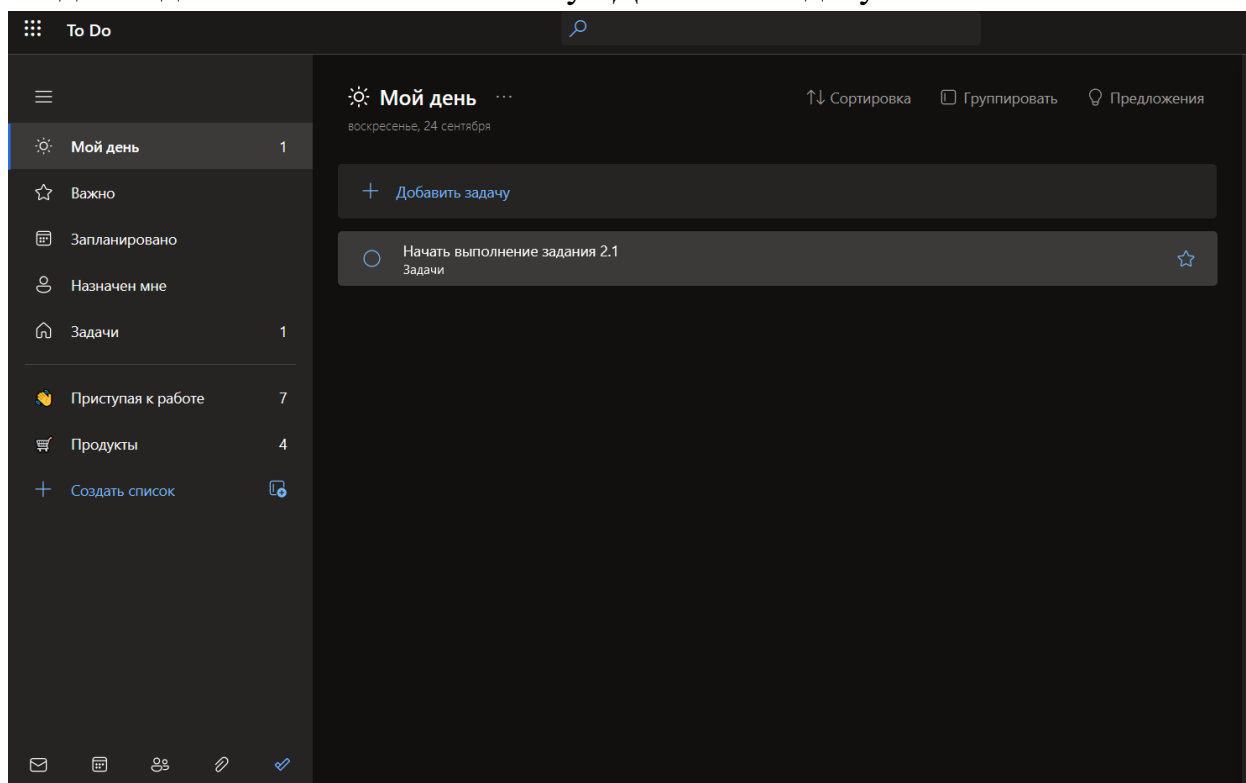 To Do
Мой день
воскресенье, 24 сентября
Сортировка
Группировать
Предложения
Мой день 1
Важно
Запланировано
Назначен мне
Задачи 1
Приступая к работе 7
Продукты 4
Создать список
Добавить задачу
Начать выполнение задания 2.1
Задачи